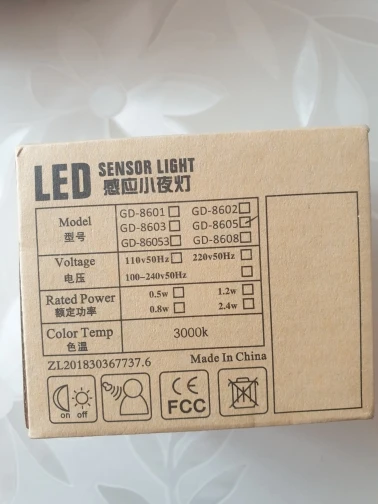 LED SENSOR LIGHT
感应小夜灯
Model
型号
GD-8601 GD-8602
GD-8603 GD-8605
GD-86053 GD-8608
Voltage
电压
110v50Hz 220v50Hz
100-240v50Hz
Rated Power
额定功率
0.5w 1.2w
0.8w 2.4w
Color Temp
色温
3000k
ZL201830367737.6 Made In China
on off
CE
FCC